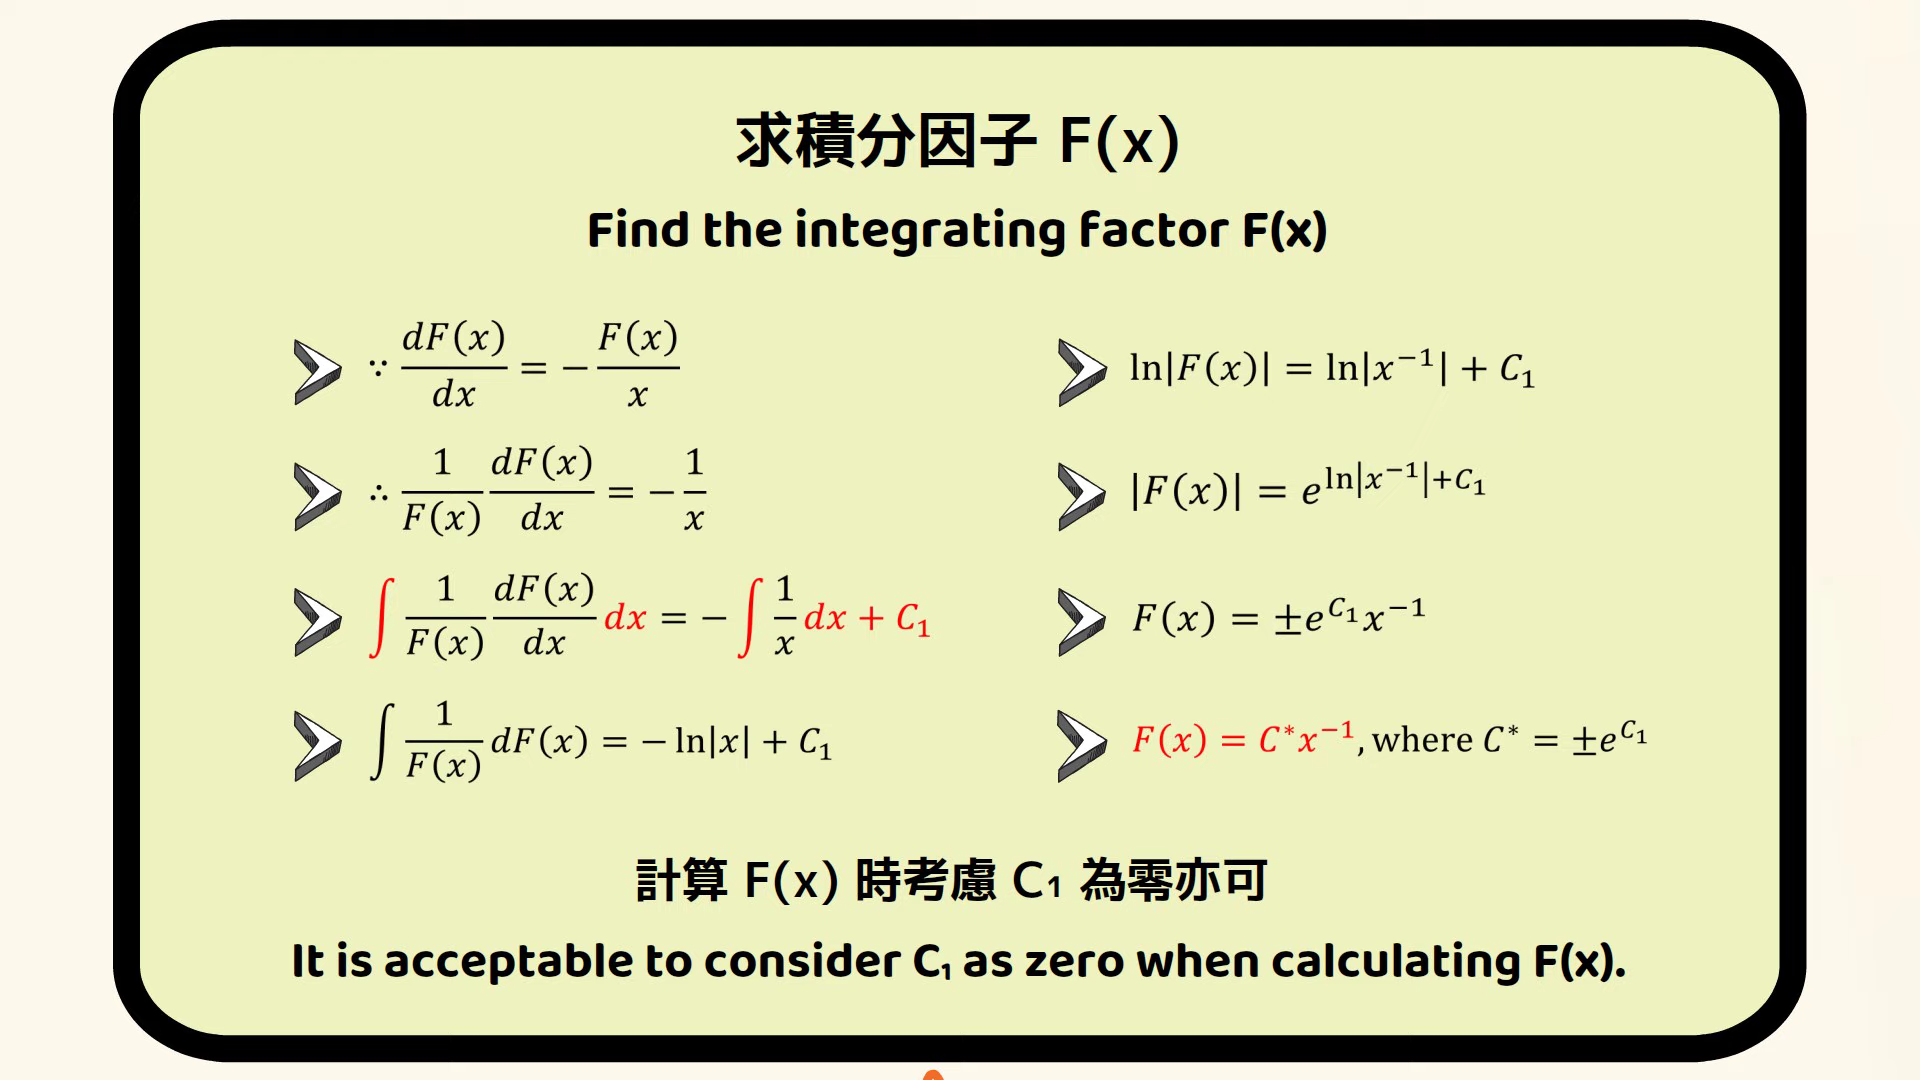 求積分因子 F(x)
Find the integrating factor F(x)
∵ dF(x)/dx = − F(x)/x
∴ 1/F(x) dF(x)/dx = − 1/x
∫ 1/F(x) dF(x)/dx dx = − ∫ 1/x dx + C₁
∫ 1/F(x) dF(x) = − ln|x| + C₁
ln|F(x)| = ln|x⁻¹| + C₁
|F(x)| = e^(ln|x⁻¹|+C₁)
F(x) = ±e^(C₁) x⁻¹
F(x) = C*x⁻¹, where C* = ±e^(C₁)
計算 F(x) 時考慮 C₁ 為零亦可
It is acceptable to consider C₁ as zero when calculating F(x).